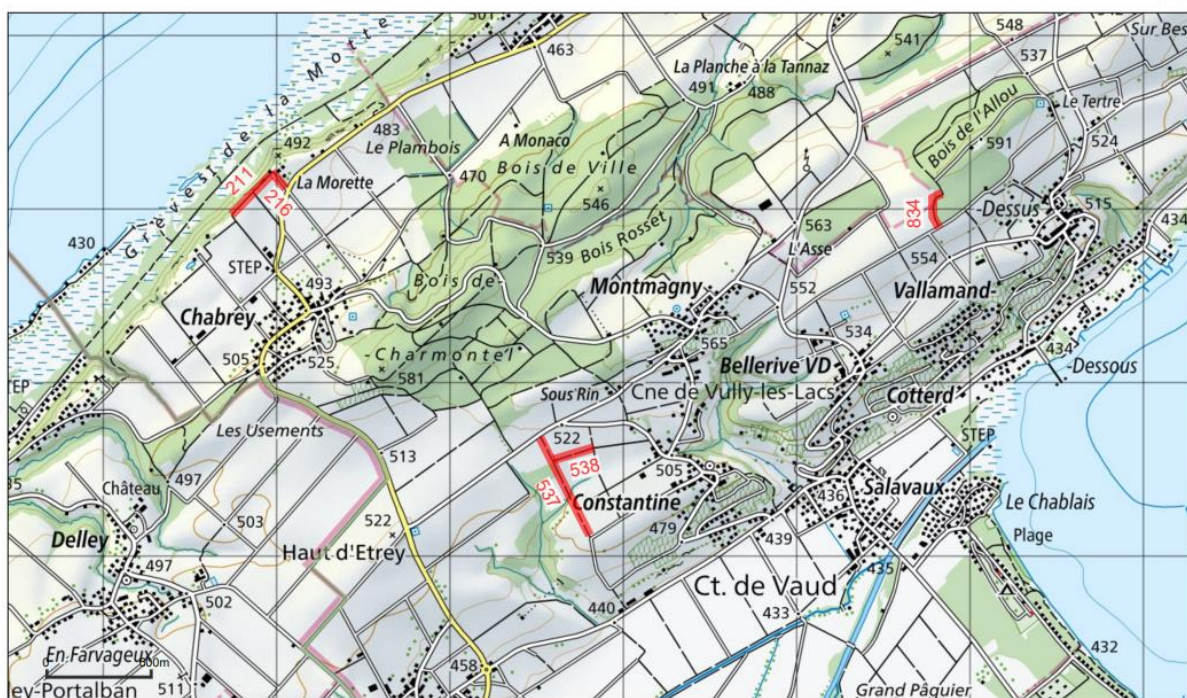 501
463
La Planche à la Tannaz
541
548
537
Sur Bes
491
488
Le Tertre
Bois de l'Allou
591
524
Grèves de la Motte
492
483
Le Plambois
A Monaco
Bois de Ville
470
546
La Morette
211
216
834
-Dessus
515
434
430
STEP
539
Bois Rosset
563
L'Asse
554
Bois de
Montmagny
552
Vallamand-
493
Chabrey
505
525
-Charmontel
581
565
534
Bellerive VD
434
-Dessous
STEP
Sous'Rin
Cne de Vully-les-Lacs
Cotterd
Les Usements
513
522
538
537
505
STEP
497
Château
503
522
Constantine
436
Salavaux
Le Chablais
Plage
Delley
Haut d'Etrey
479
439
435
497
502
440
Ct. de Vaud
433
En Farvageux
0
600m
458
432
ey-Portalban
511
Grand Pâquier